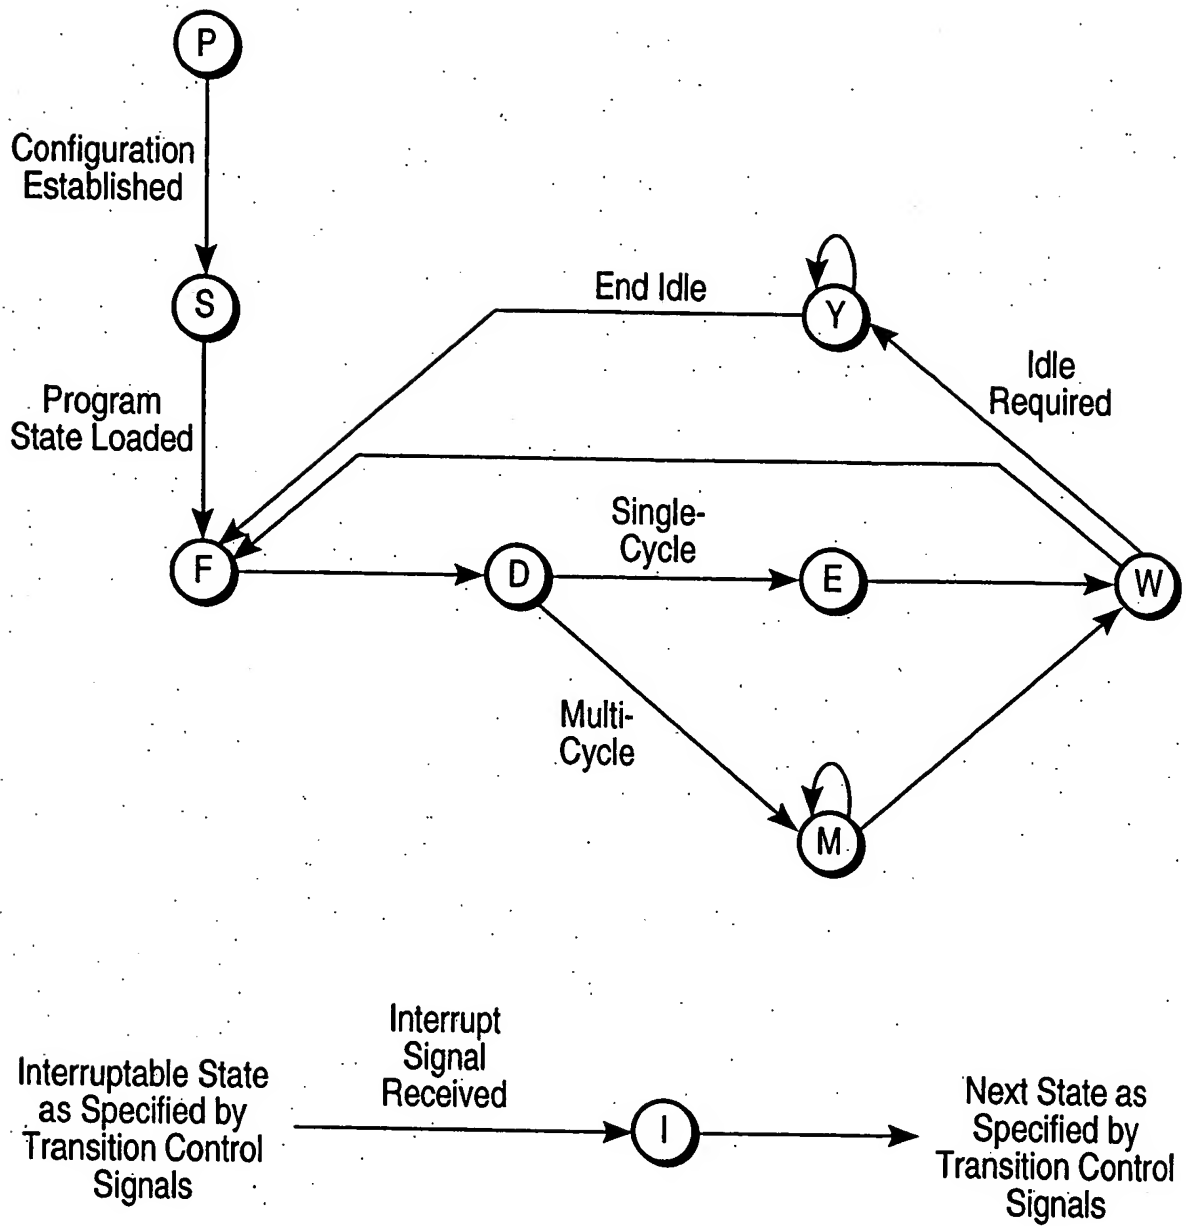 P
Configuration
Established
S
End Idle
Y
Idle
Required
Program
State Loaded
Single-
Cycle
F
D
E
W
Multi-
Cycle
M
Interrupt
Signal
Received
Interruptable State
as Specified by
Transition Control
Signals
I
Next State as
Specified by
Transition Control
Signals